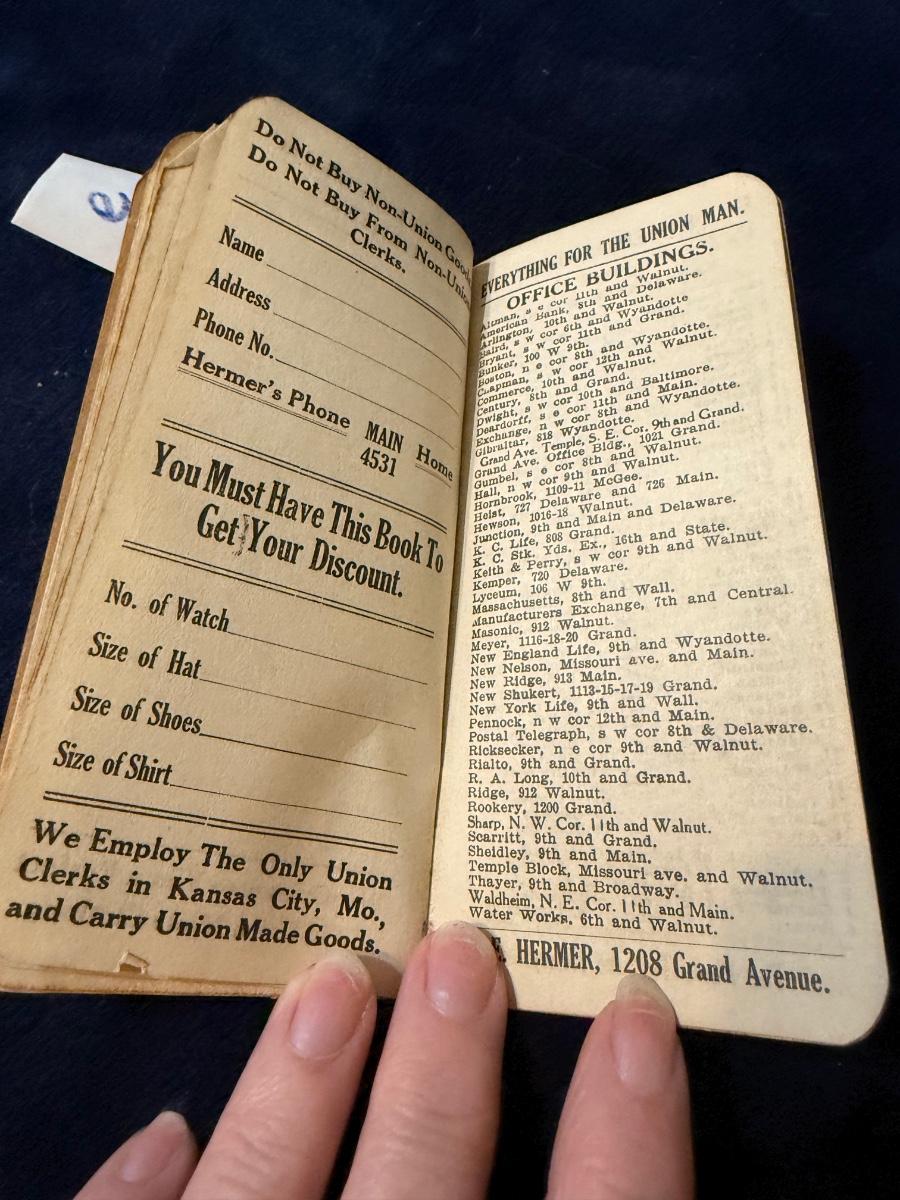 Do Not Buy Non-Union Goods
Do Not Buy From Non-Union
Clerks.
Name
Address
Phone No.
Hermer's Phone MAIN Home
4531
You Must Have This Book To
Get Your Discount.
No. of Watch
Size of Hat
Size of Shoes
Size of Shirt
We Employ The Only Union
Clerks in Kansas City, Mo.,
and Carry Union Made Goods.
EVERYTHING FOR THE UNION MAN.
OFFICE BUILDINGS.
Altman, s e cor 11th and Walnut.
American Bank, 8th and Delaware.
Arlington, 10th and Walnut.
Baird, s w cor 6th and Wyandotte
Bryant, s w cor 11th and Grand.
Bunker, 100 W 9th.
Boston, n e cor 8th and Wyandotte.
Chapman, s w cor 12th and Walnut.
Commerce, 10th and Walnut.
Century, 8th and Grand.
Dwight, s w cor 10th and Baltimore.
Deardorff, s e cor 11th and Main.
Exchange, n w cor 8th and Wyandotte.
Gibraltar, 818 Wyandotte.
Grand Ave. Temple, S. E. Cor. 9th and Grand.
Grand Ave. Office Bldg., 1021 Grand.
Gumbel, s e cor 8th and Walnut.
Hall, n w cor 9th and Walnut.
Hornbrook, 1109-11 McGee.
Heist, 727 Delaware and 726 Main.
Hewson, 1016-18 Walnut.
Junction, 9th and Main and Delaware.
K. C. Life, 808 Grand.
K. C. Stk. Yds. Ex., 16th and State.
Keith & Perry, s w cor 9th and Walnut.
Kemper, 720 Delaware.
Lyceum, 106 W 9th.
Massachusetts, 8th and Wall.
Manufacturers Exchange, 7th and Central.
Masonic, 912 Walnut.
Meyer, 1116-18-20 Grand.
New England Life, 9th and Wyandotte.
New Nelson, Missouri ave. and Main.
New Ridge, 913 Main.
New Shukert, 1113-15-17-19 Grand.
New York Life, 9th and Wall.
Pennock, n w cor 12th and Main.
Postal Telegraph, s w cor 8th & Delaware.
Ricksecker, n e cor 9th and Walnut.
Rialto, 9th and Grand.
R. A. Long, 10th and Grand.
Ridge, 912 Walnut.
Rookery, 1200 Grand.
Sharp, N. W. Cor. 11th and Walnut.
Scarritt, 9th and Grand.
Sheidley, 9th and Main.
Temple Block, Missouri ave. and Walnut.
Thayer, 9th and Broadway.
Waldheim, N. E. Cor. 11th and Main.
Water Works, 6th and Walnut.
HERMER, 1208 Grand Avenue.